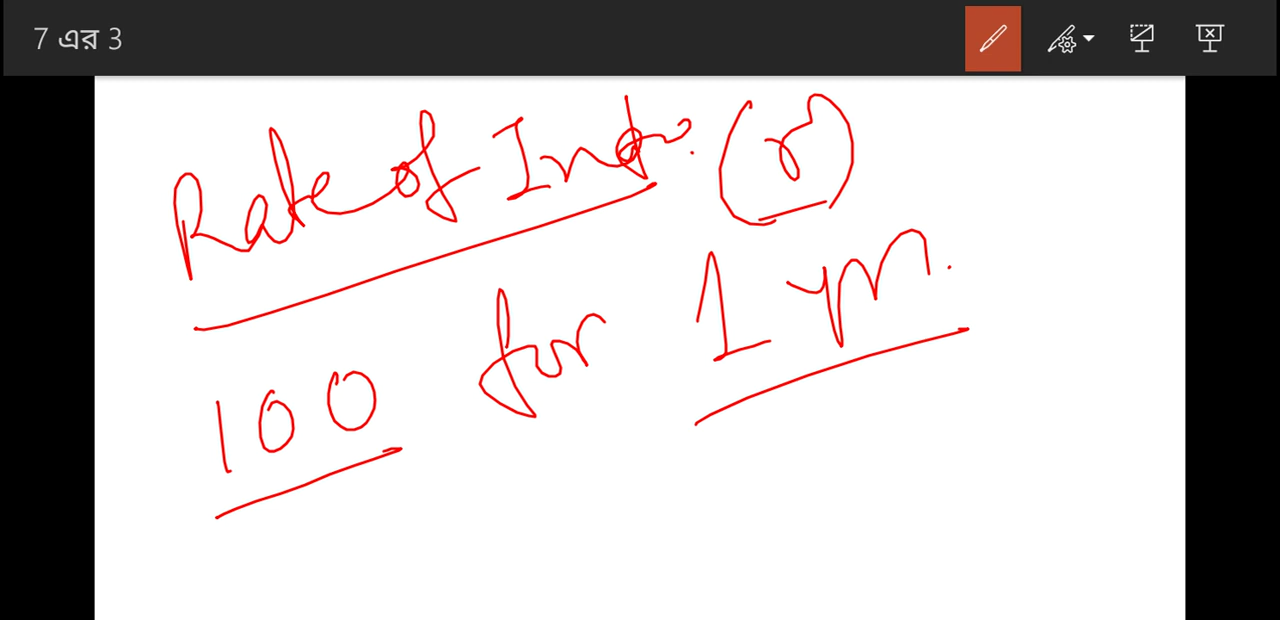 7 এর 3
Rate of Int. (r)
100 for 1 yr.